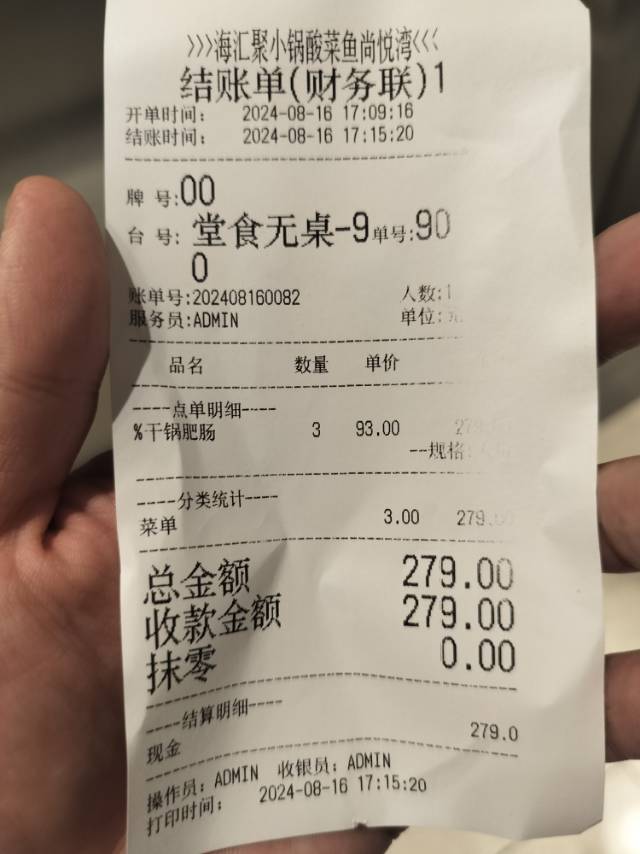 >>>海汇聚小锅酸菜鱼尚悦湾<<<
结账单(财务联)1
开单时间: 2024-08-16 17:09:16
结账时间: 2024-08-16 17:15:20
牌 号:00
台 号: 堂食无桌-9 单号:90
0
账单号:202408160082 人数:1
服务员:ADMIN 单位:
品名 数量 单价
----点单明细----
%干锅肥肠 3 93.00 279.
--规格:
----分类统计----
菜单 3.00 279.00
总金额 279.00
收款金额 279.00
抹零 0.00
----结算明细----
现金 279.0
操作员: ADMIN 收银员: ADMIN
打印时间: 2024-08-16 17:15:20